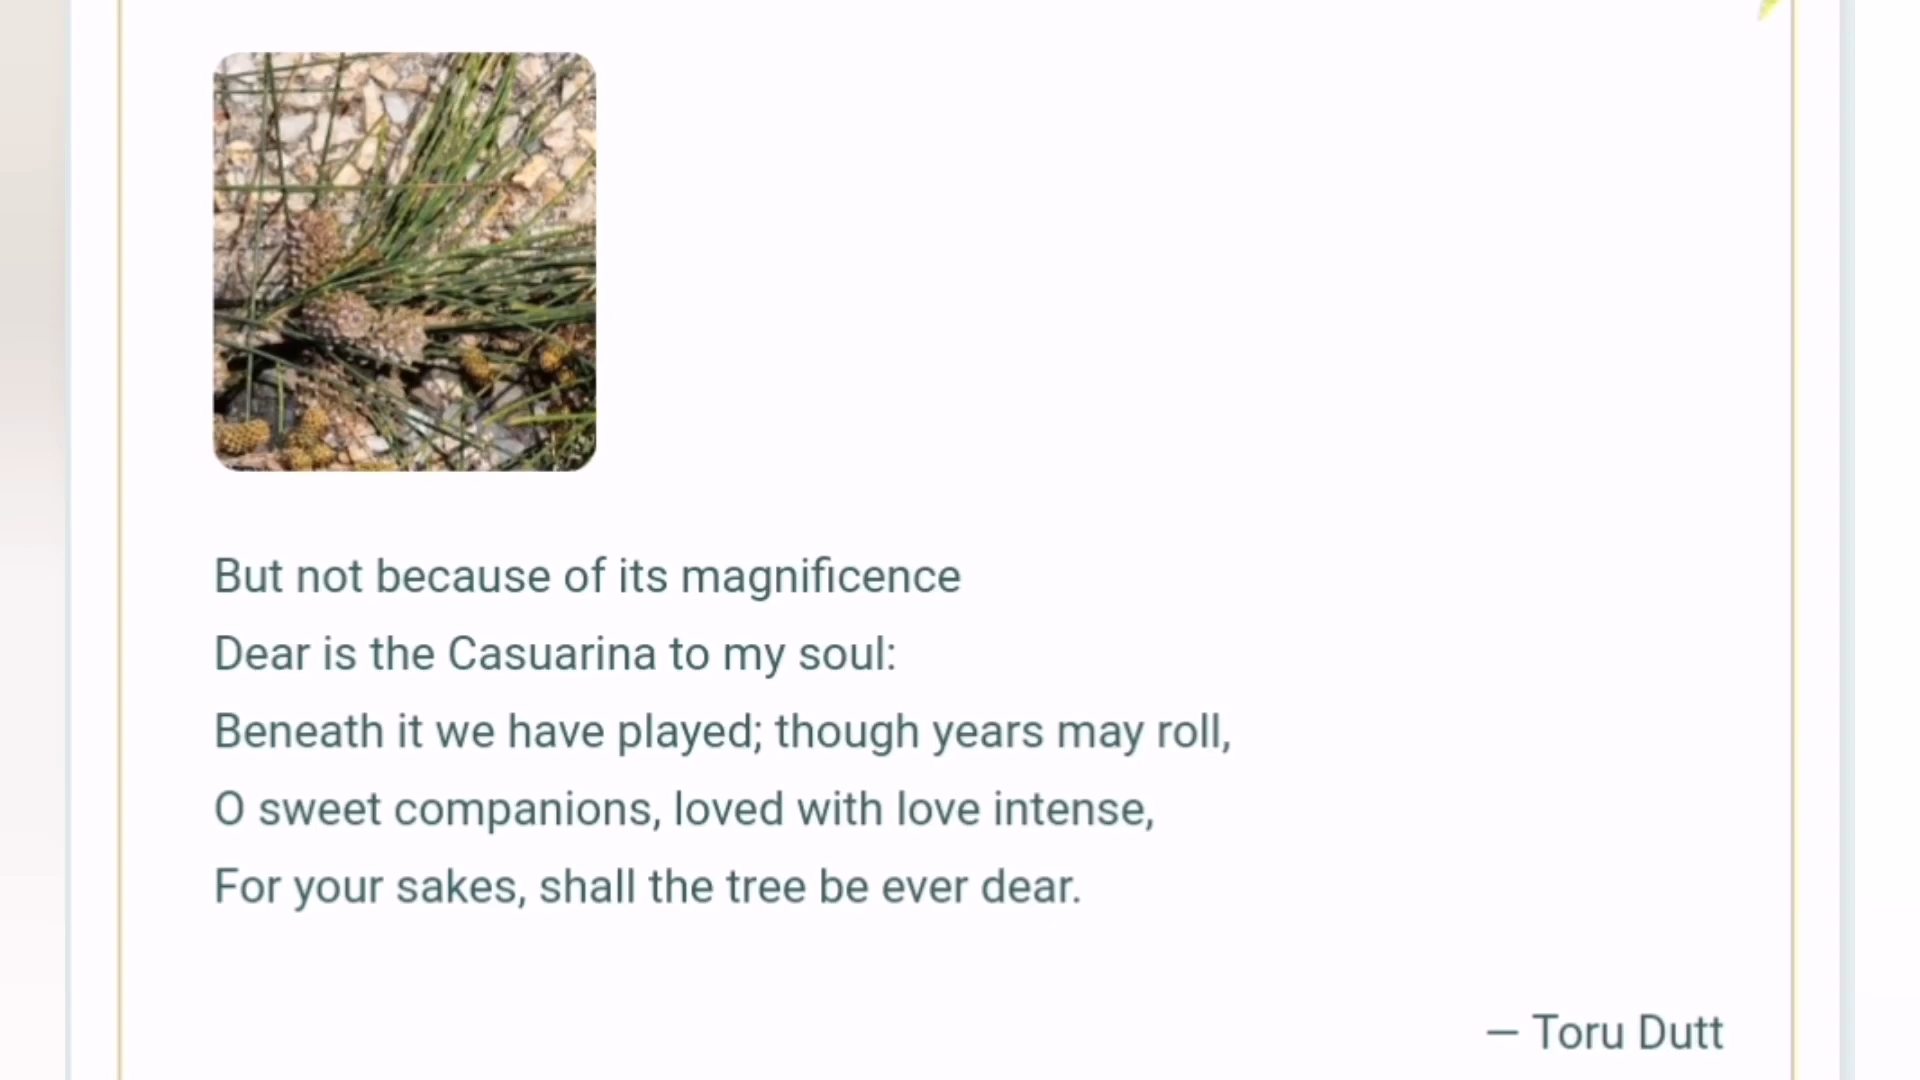 But not because of its magnificence
Dear is the Casuarina to my soul:
Beneath it we have played; though years may roll,
O sweet companions, loved with love intense,
For your sakes, shall the tree be ever dear.
— Toru Dutt